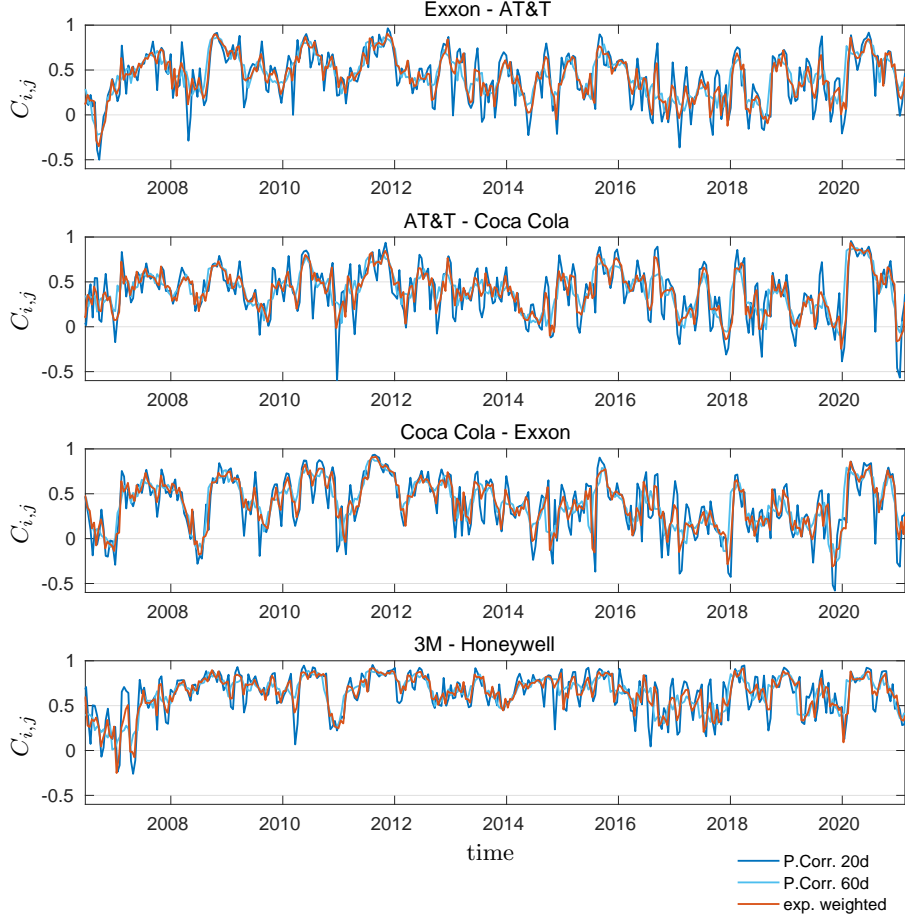 Exxon - AT&T
1
0.5
0
-0.5
C_{i,j}
2008 2010 2012 2014 2016 2018 2020
AT&T - Coca Cola
1
0.5
0
-0.5
C_{i,j}
2008 2010 2012 2014 2016 2018 2020
Coca Cola - Exxon
1
0.5
0
-0.5
C_{i,j}
2008 2010 2012 2014 2016 2018 2020
3M - Honeywell
1
0.5
0
-0.5
C_{i,j}
2008 2010 2012 2014 2016 2018 2020
time
P.Corr. 20d
P.Corr. 60d
exp. weighted